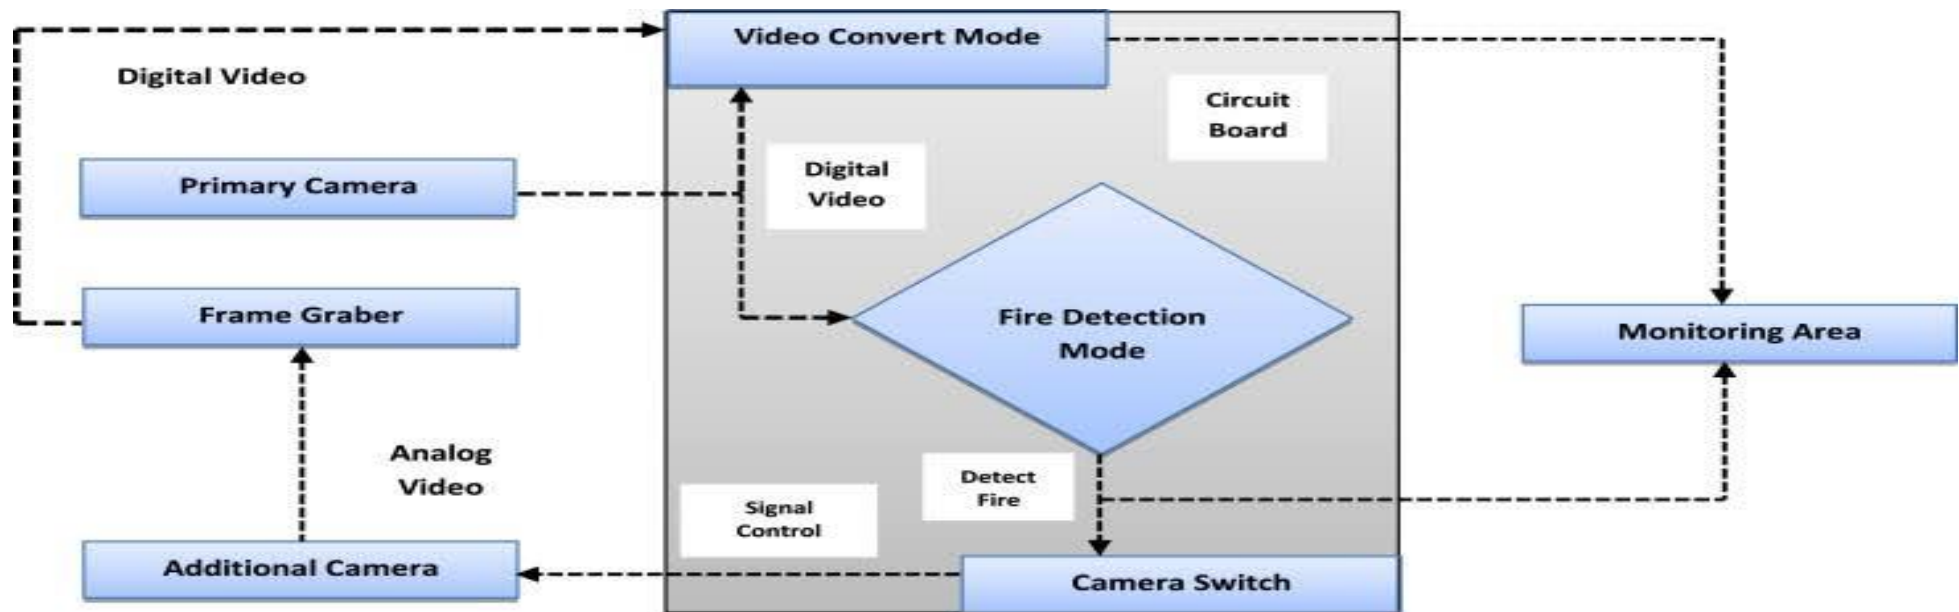 Video Convert Mode
Digital Video
Circuit
Board
Primary Camera
Digital
Video
Frame Graber
Fire Detection
Mode
Monitoring Area
Analog
Video
Detect
Fire
Signal
Control
Additional Camera
Camera Switch